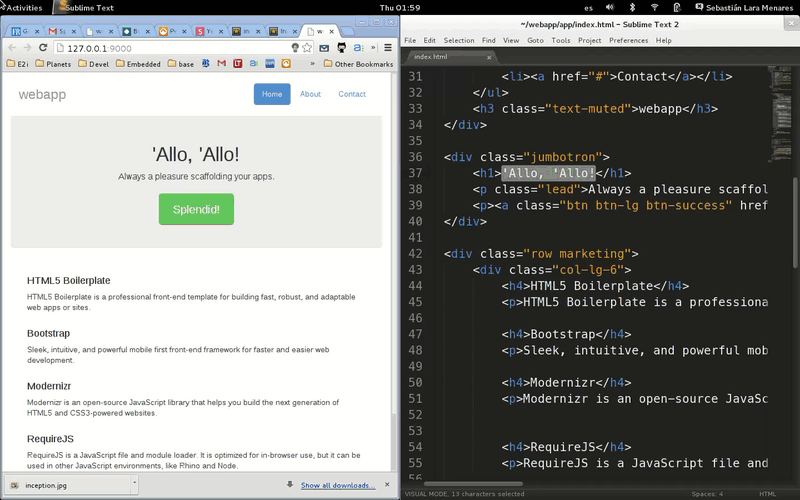 Activities
Sublime Text
Thu 01:59
es
Sebastián Lara Menares
127.0.0.1:9000
E2i
Planets
Devel
Embedded
base
Other Bookmarks
webapp
Home
About
Contact
'Allo, 'Allo!
Always a pleasure scaffolding your apps.
Splendid!
HTML5 Boilerplate
HTML5 Boilerplate is a professional front-end template for building fast, robust, and adaptable
web apps or sites.
Bootstrap
Sleek, intuitive, and powerful mobile first front-end framework for faster and easier web
development.
Modernizr
Modernizr is an open-source JavaScript library that helps you build the next generation of
HTML5 and CSS3-powered websites.
RequireJS
RequireJS is a JavaScript file and module loader. It is optimized for in-browser use, but it can be
used in other JavaScript environments, like Rhino and Node.
inception.jpg
Show all downloads...
~/webapp/app/index.html - Sublime Text 2
File Edit Selection Find View Goto Tools Project Preferences Help
index.html
31 <li><a href="#">Contact</a></li>
32 </ul>
33 <h3 class="text-muted">webapp</h3>
34 </div>
35
36 <div class="jumbotron">
37 <h1>'Allo, 'Allo!</h1>
38 <p class="lead">Always a pleasure scaffol
39 <p><a class="btn btn-lg btn-success" href
40 </div>
41
42 <div class="row marketing">
43 <div class="col-lg-6">
44 <h4>HTML5 Boilerplate</h4>
45 <p>HTML5 Boilerplate is a professiona
46
47 <h4>Bootstrap</h4>
48 <p>Sleek, intuitive, and powerful mob
49
50 <h4>Modernizr</h4>
51 <p>Modernizr is an open-source JavaSc
52
53
54 <h4>RequireJS</h4>
55 <p>RequireJS is a JavaScript file and
56
VISUAL MODE, 13 characters selected
Spaces: 4
HTML